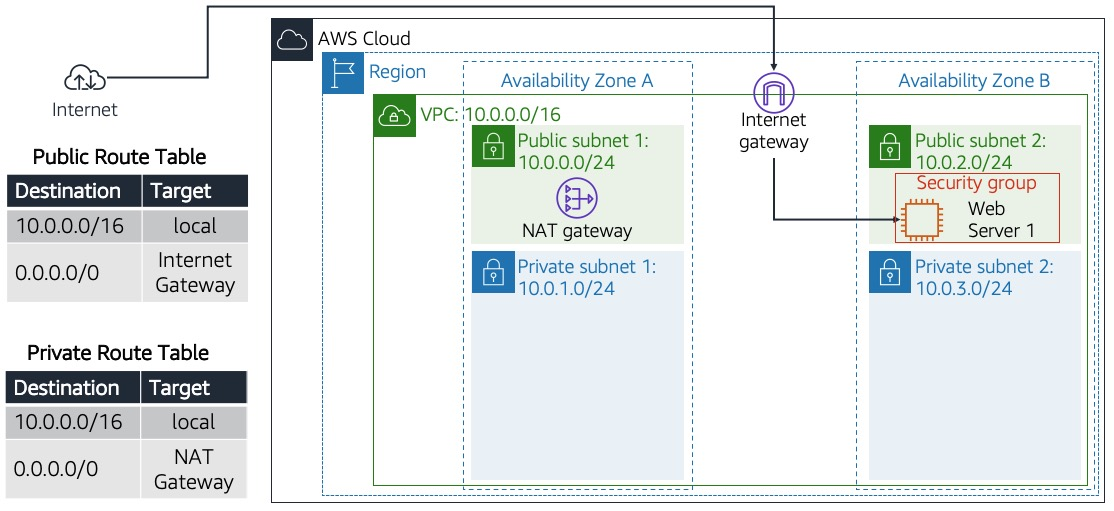 AWS Cloud
Region
Availability Zone A
Availability Zone B
Internet
VPC: 10.0.0.0/16
Internet
gateway
Public subnet 1:
10.0.0.0/24
NAT gateway
Public subnet 2:
10.0.2.0/24
Security group
Web
Server 1
Private subnet 1:
10.0.1.0/24
Private subnet 2:
10.0.3.0/24
Public Route Table
Destination Target
10.0.0.0/16 local
0.0.0.0/0 Internet
Gateway
Private Route Table
Destination Target
10.0.0.0/16 local
0.0.0.0/0 NAT
Gateway